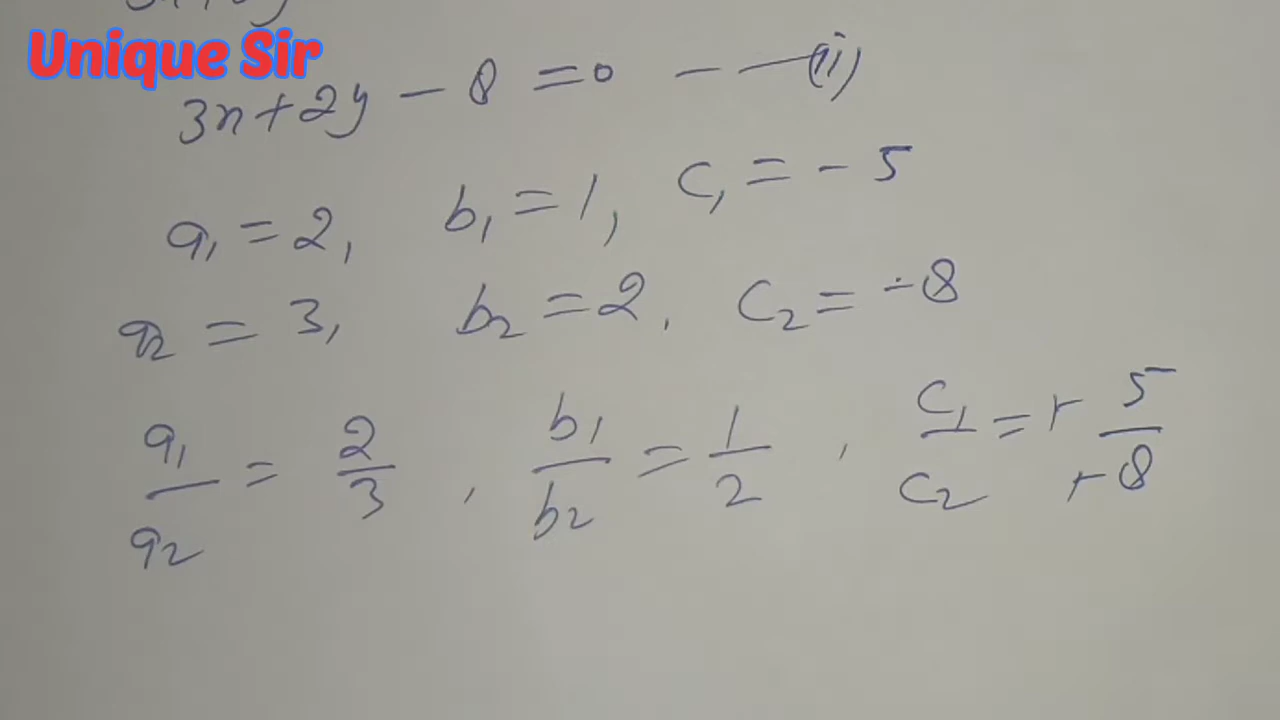 Unique Sir
3x+2y - 8 = 0 - —(ii)
a₁ = 2, b₁ = 1, c₁ = - 5
a₂ = 3, b₂ = 2, c₂ = -8
a₁/a₂ = 2/3, b₁/b₂ = 1/2, c₁/c₂ = -5/-8